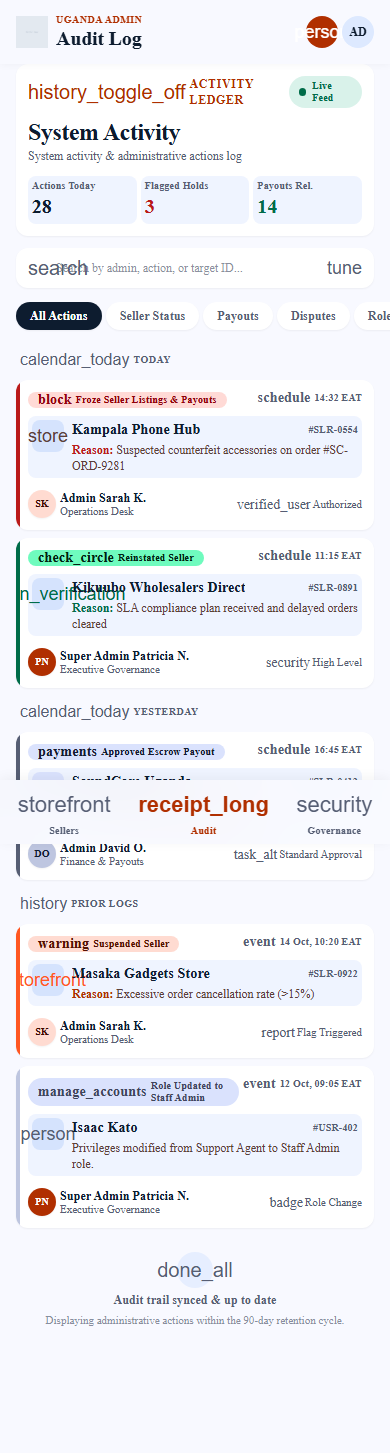 UGANDA ADMIN
Audit Log
perso
AD
history_toggle_off ACTIVITY LEDGER
Live Feed
System Activity
System activity & administrative actions log
Actions Today
28
Flagged Holds
3
Payouts Rel.
14
search
Search by admin, action, or target ID...
tune
All Actions
Seller Status
Payouts
Disputes
Role
calendar_today TODAY
block Froze Seller Listings & Payouts
schedule 14:32 EAT
store
Kampala Phone Hub
#SLR-0554
Reason: Suspected counterfeit accessories on order #SC-
ORD-9281
SK
Admin Sarah K.
Operations Desk
verified_user Authorized
check_circle Reinstated Seller
schedule 11:15 EAT
n_verification
Kikuubo Wholesalers Direct
#SLR-0891
Reason: SLA compliance plan received and delayed orders
cleared
PN
Super Admin Patricia N.
Executive Governance
security High Level
calendar_today YESTERDAY
payments Approved Escrow Payout
schedule 16:45 EAT
storefront
Sellers
receipt_long
Audit
security
Governance
DO
Admin David O.
Finance & Payouts
task_alt Standard Approval
history PRIOR LOGS
warning Suspended Seller
event 14 Oct, 10:20 EAT
torefront
Masaka Gadgets Store
#SLR-0922
Reason: Excessive order cancellation rate (>15%)
SK
Admin Sarah K.
Operations Desk
report Flag Triggered
manage_accounts Role Updated to
Staff Admin
event 12 Oct, 09:05 EAT
person
Isaac Kato
#USR-402
Privileges modified from Support Agent to Staff Admin
role.
PN
Super Admin Patricia N.
Executive Governance
badge Role Change
done_all
Audit trail synced & up to date
Displaying administrative actions within the 90-day retention cycle.